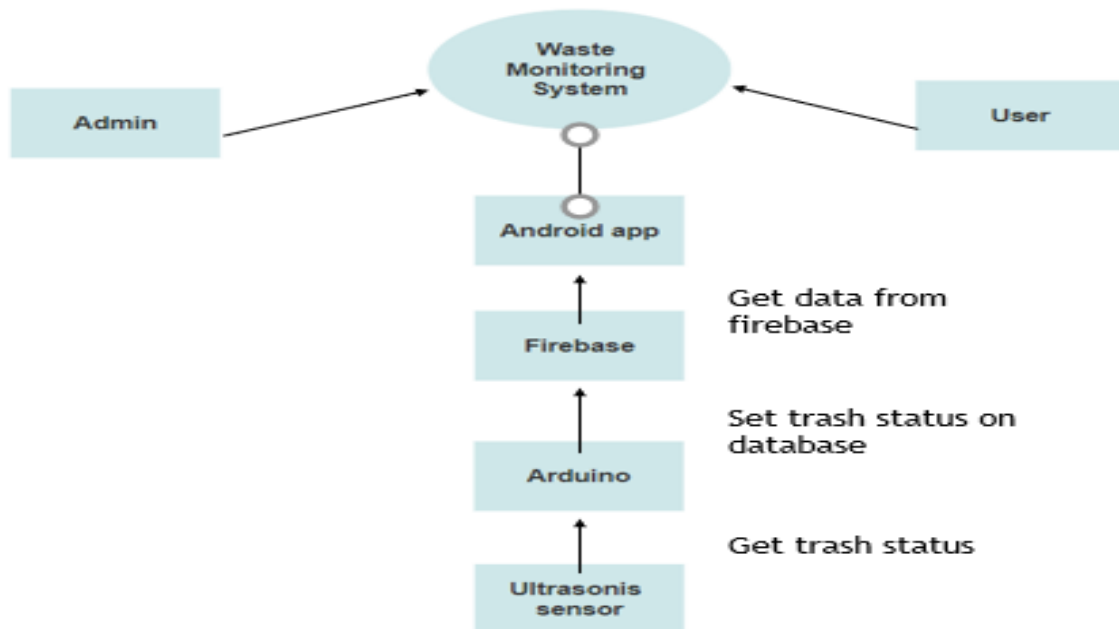 Waste
Monitoring
System
Admin
User
Android app
Get data from
firebase
Firebase
Set trash status on
database
Arduino
Get trash status
Ultrasonis
sensor